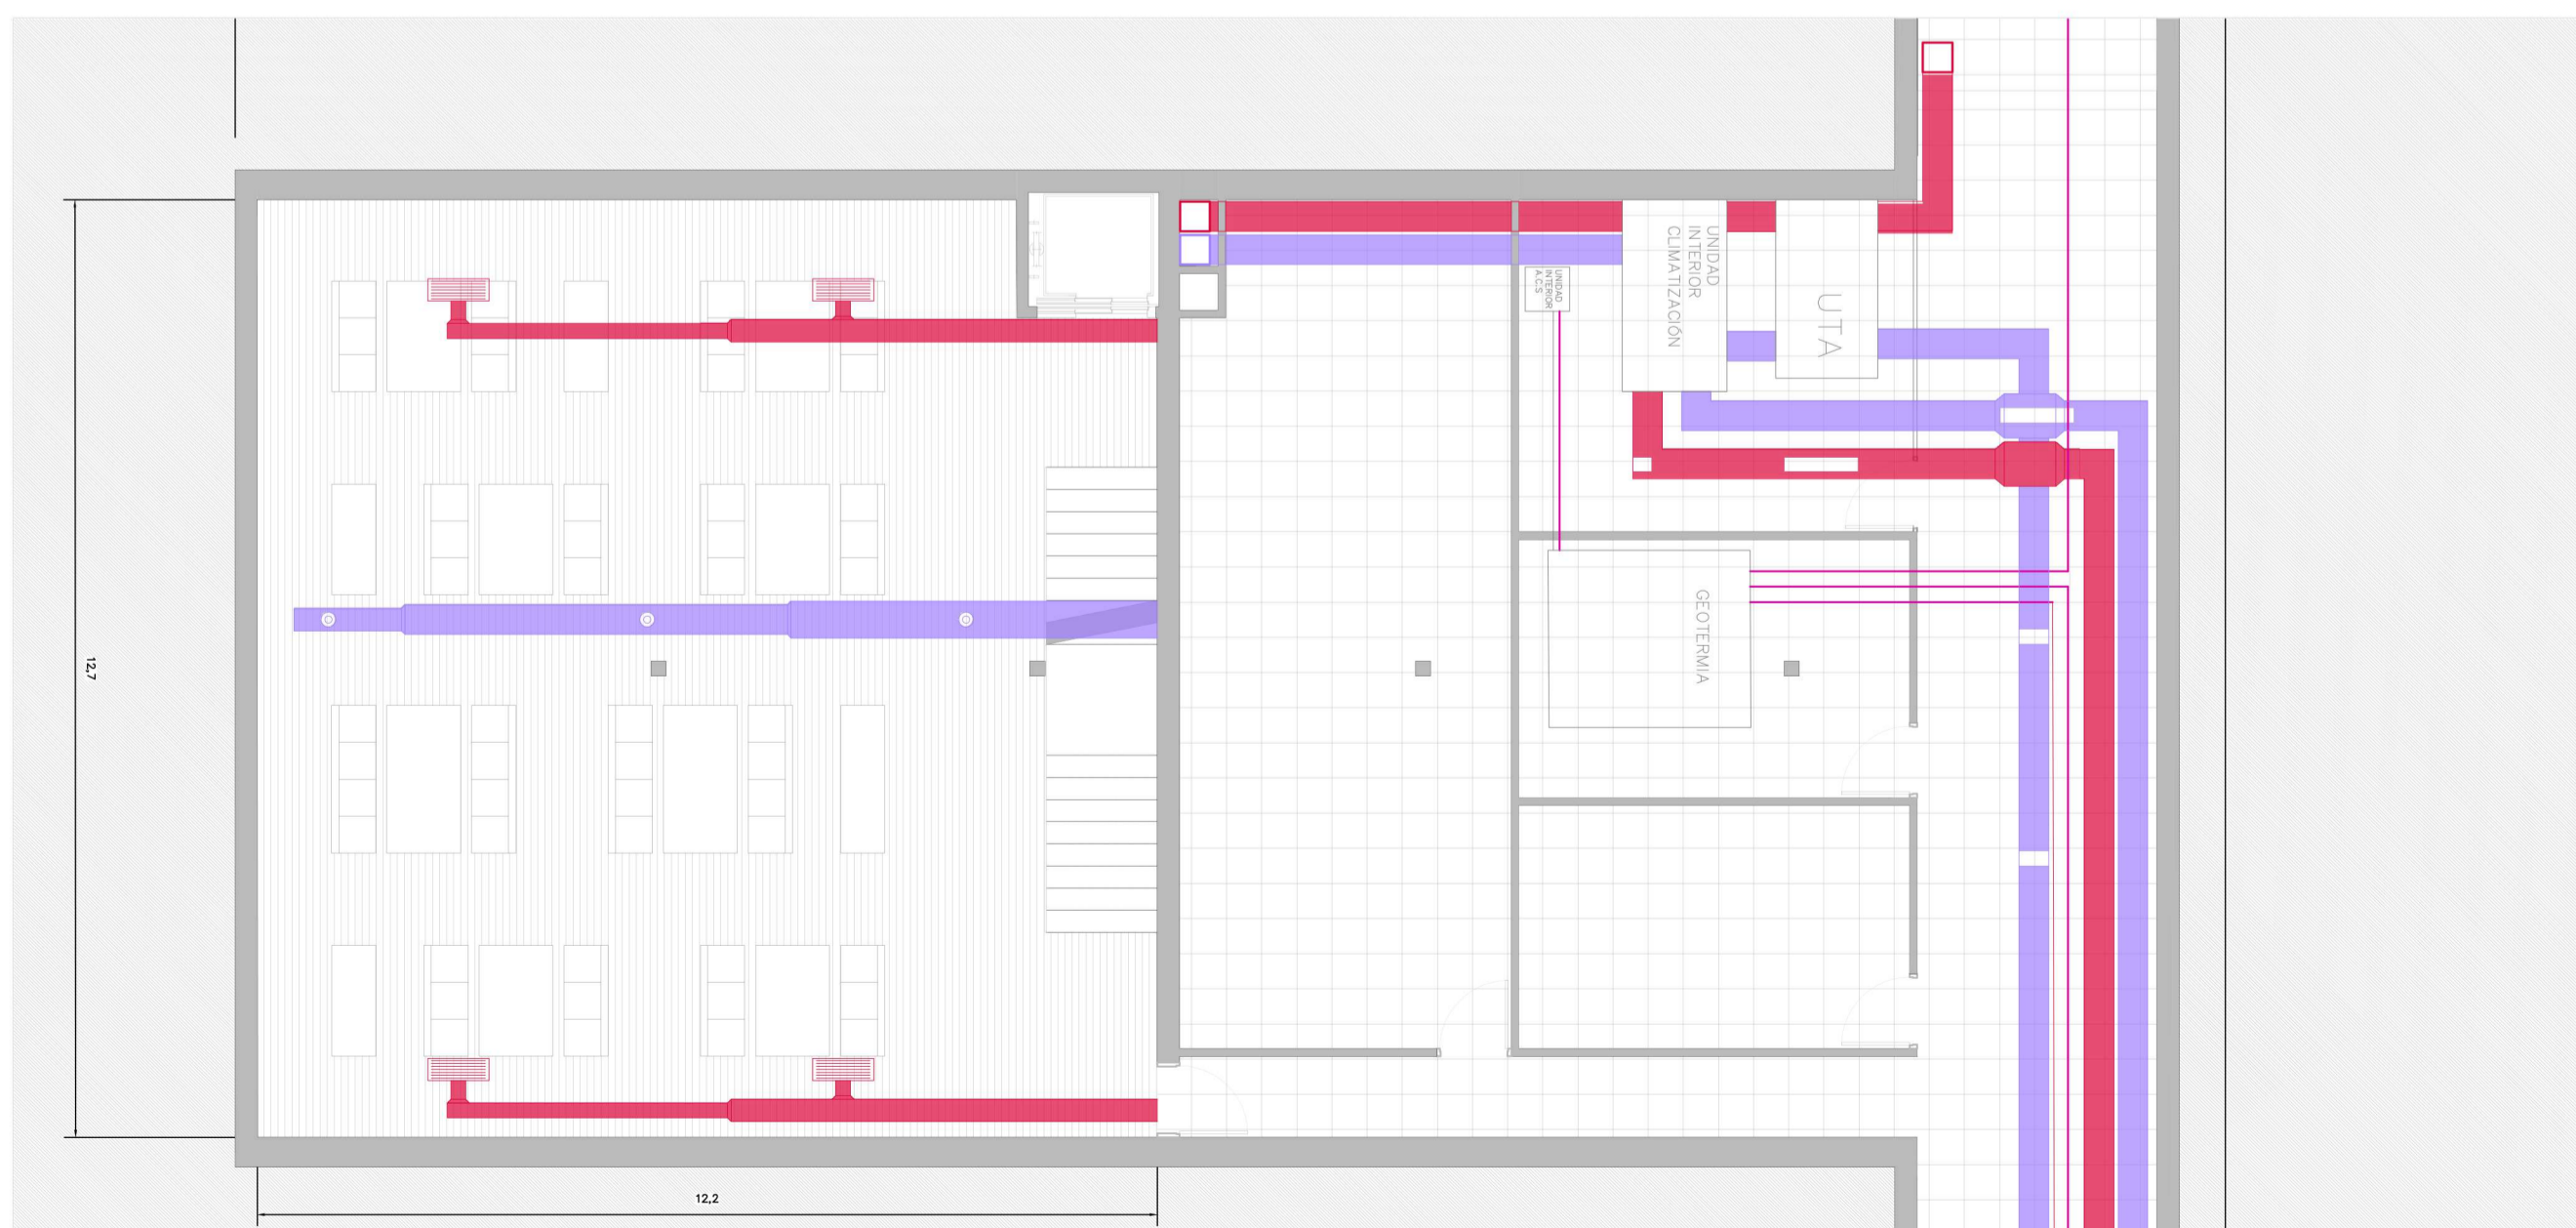 UNIDAD
INTERIOR
CLIMATIZACIÓN
UTA
UNIDAD
INTERIOR
A.C.S
GEOTERMIA
12,7
12,2